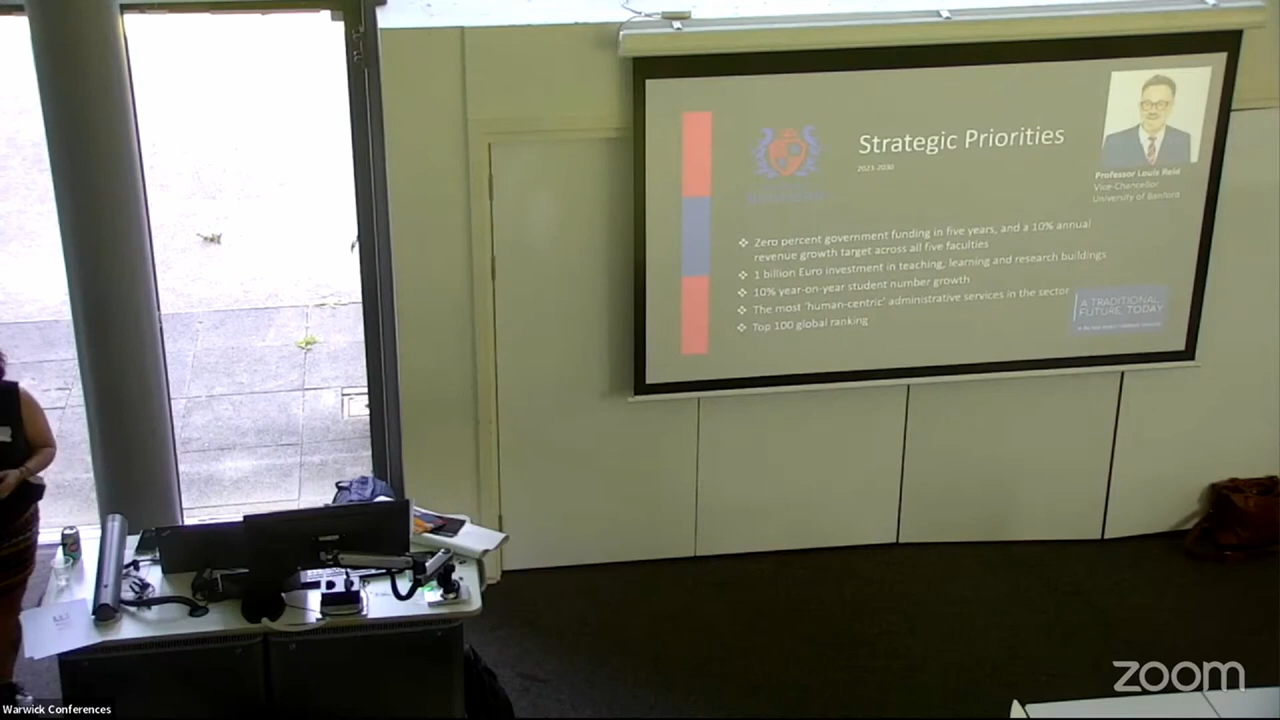 Strategic Priorities
2021-2030
Professor Louis Reid
Vice-Chancellor
University of Banford
❖ Zero percent government funding in five years, and a 10% annual
revenue growth target across all five faculties
❖ 1 billion Euro investment in teaching, learning and research buildings
❖ 10% year-on-year student number growth
❖ The most 'human-centric' administrative services in the sector
❖ Top 100 global ranking
A TRADITIONAL
FUTURE, TODAY
zoom
Warwick Conferences